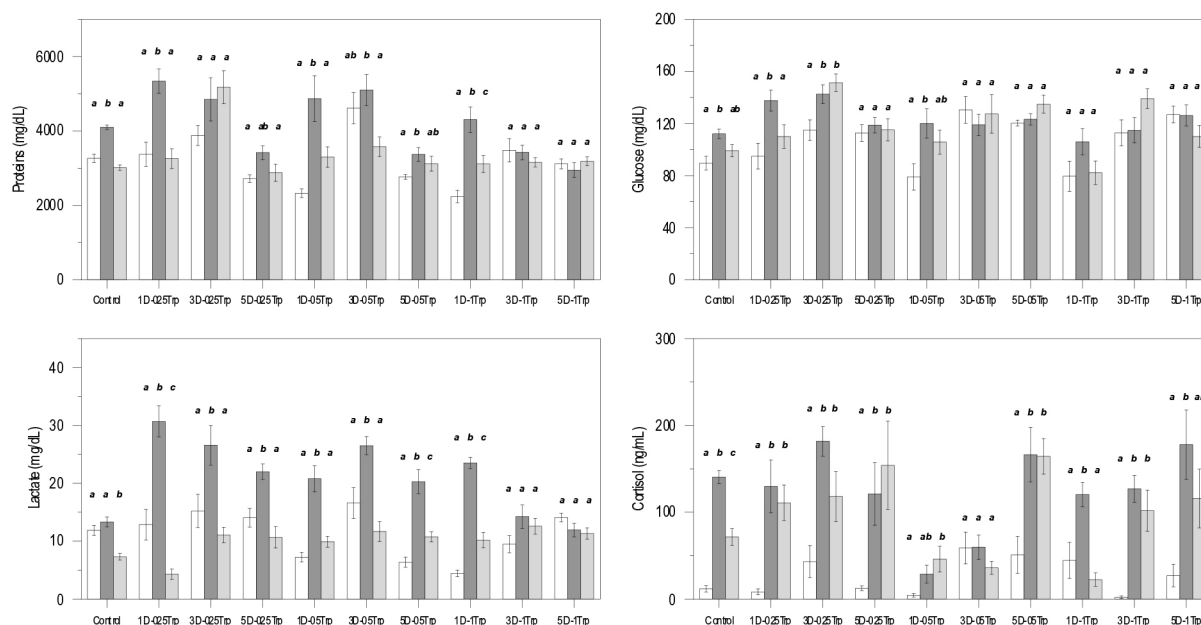 Proteins (mg/dL)
6000
4000
2000
0
a b a
a b a
a a a
a ab a
a b a
ab b a
a b ab
a b c
a a a
a a a
Control 1D-025Trp 3D-025Trp 5D-025Trp 1D-05Trp 3D-05Trp 5D-05Trp 1D-1Trp 3D-1Trp 5D-1Trp
Glucose (mg/dL)
200
160
120
80
40
0
a b ab
a b a
a b b
a a a
a b ab
a a a
a a a
a a a
a a a
a a a
Control 1D-025Trp 3D-025Trp 5D-025Trp 1D-05Trp 3D-05Trp 5D-05Trp 1D-1Trp 3D-1Trp 5D-1Trp
Lactate (mg/dL)
40
30
20
10
0
a a b
a b c
a b a
a b a
a b a
a b a
a b c
a b c
a a a
a a a
Control 1D-025Trp 3D-025Trp 5D-025Trp 1D-05Trp 3D-05Trp 5D-05Trp 1D-1Trp 3D-1Trp 5D-1Trp
Cortisol (ng/mL)
300
200
100
0
a b c
a b b
a b b
a b b
a ab b
a a a
a b b
a b a
a b b
a b
Control 1D-025Trp 3D-025Trp 5D-025Trp 1D-05Trp 3D-05Trp 5D-05Trp 1D-1Trp 3D-1Trp 5D-1Trp